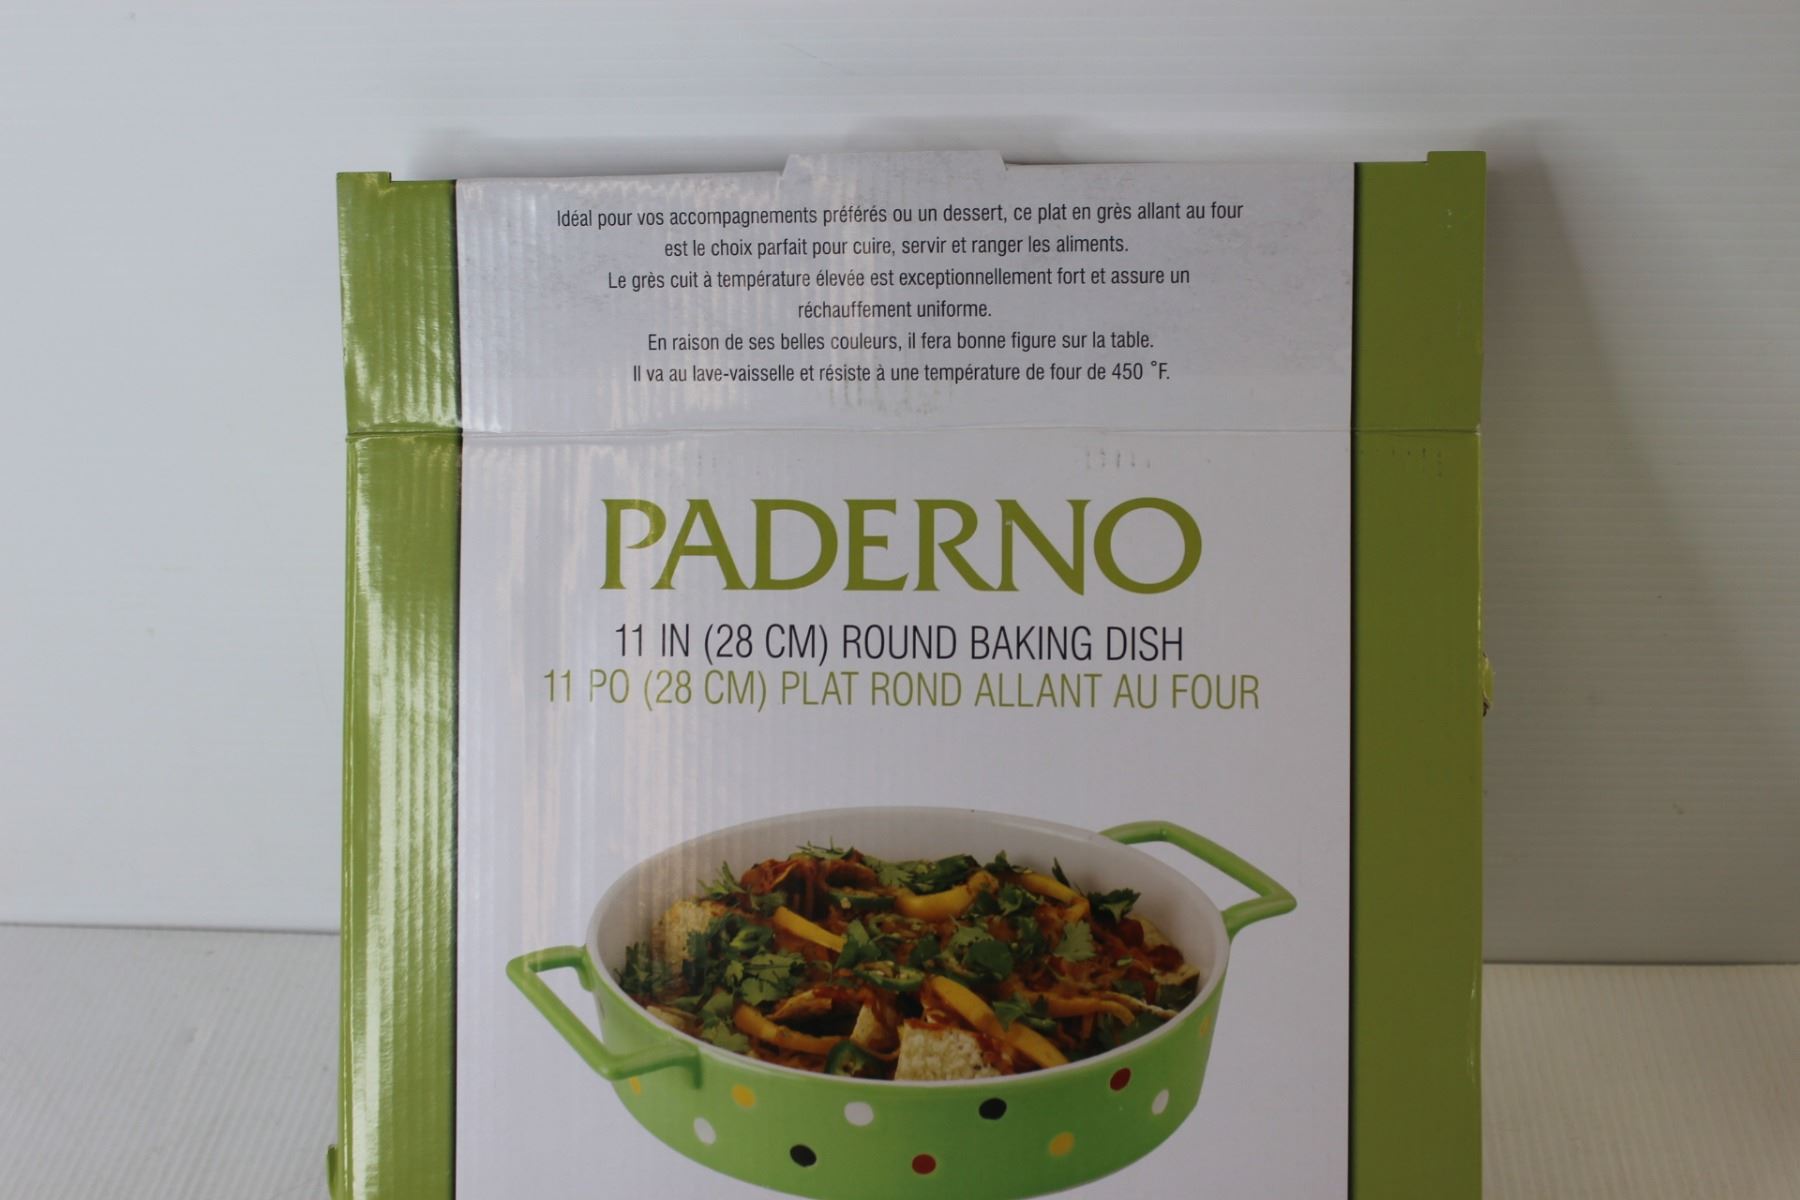 Idéal pour vos accompagnements préférés ou un dessert, ce plat en grès allant au four
est le choix parfait pour cuire, servir et ranger les aliments.
Le grès cuit à température élevée est exceptionnellement fort et assure un
réchauffement uniforme.
En raison de ses belles couleurs, il fera bonne figure sur la table.
Il va au lave-vaisselle et résiste à une température de four de 450 °F.
PADERNO
11 IN (28 CM) ROUND BAKING DISH
11 PO (28 CM) PLAT ROND ALLANT AU FOUR